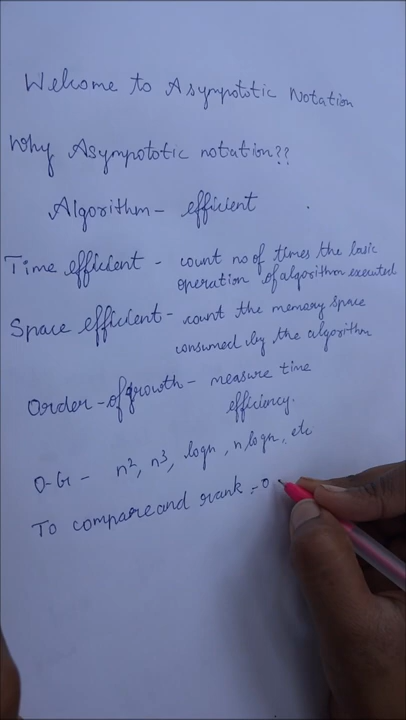 Welcome to Asymptotic Notation
Why Asymptotic notation??
Algorithm - efficient
Time efficient - count no of times the basic
operation of algorithm executed
Space efficient - count the memory space
consumed by the algorithm
Order-of growth - measure time
efficiency.
O-G - n², n³, logn, n logn, etc
To compare and rank - O